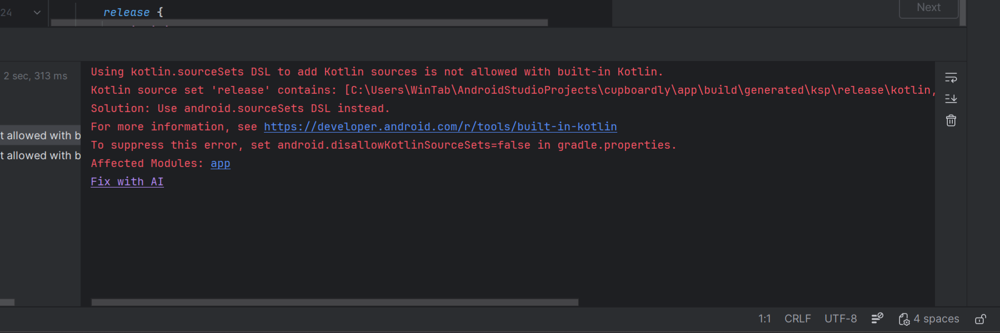 24
release {
Next
2 sec, 313 ms
Using kotlin.sourceSets DSL to add Kotlin sources is not allowed with built-in Kotlin.
Kotlin source set 'release' contains: [C:\Users\WinTab\AndroidStudioProjects\cupboardly\app\build\generated\ksp\release\kotlin,
Solution: Use android.sourceSets DSL instead.
For more information, see https://developer.android.com/r/tools/built-in-kotlin
t allowed with b
To suppress this error, set android.disallowKotlinSourceSets=false in gradle.properties.
t allowed with b
Affected Modules: app
Fix with AI
1:1 CRLF UTF-8 4 spaces